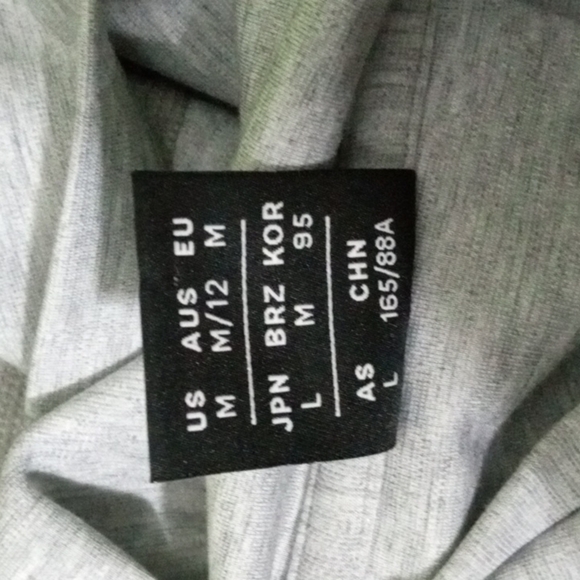 US AUS EU
M M/12 M
JPN BRZ KOR
L M 95
AS CHN
L 165/88A